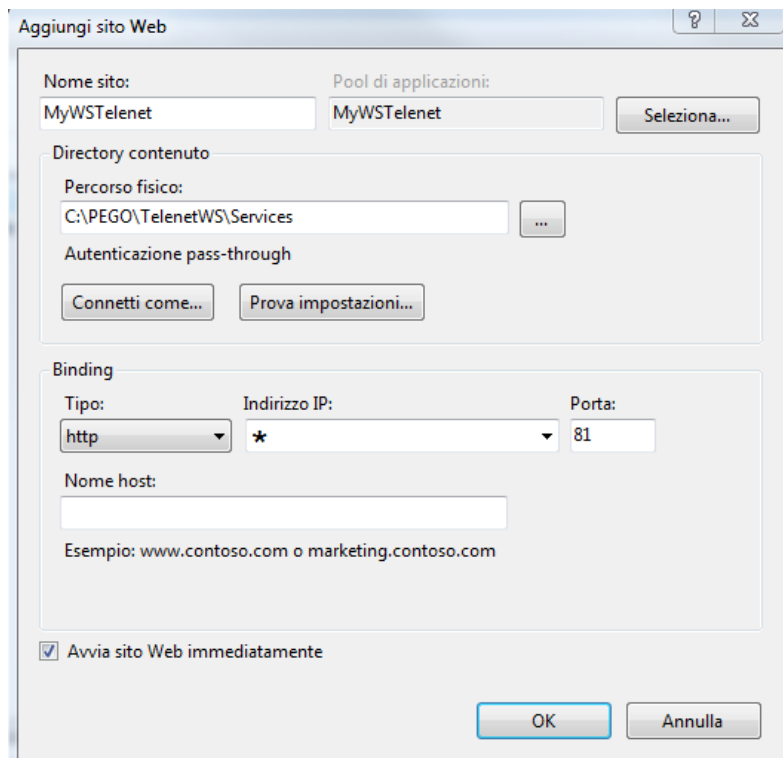 Aggiungi sito Web
?
Nome sito: Pool di applicazioni:
MyWSTelenet MyWSTelenet Seleziona...
Directory contenuto
Percorso fisico:
C:\PEGO\TelenetWS\Services ...
Autenticazione pass-through
Connetti come... Prova impostazioni...
Binding
Tipo: Indirizzo IP: Porta:
http * 81
Nome host:
Esempio: www.contoso.com o marketing.contoso.com
Avvia sito Web immediatamente
OK Annulla